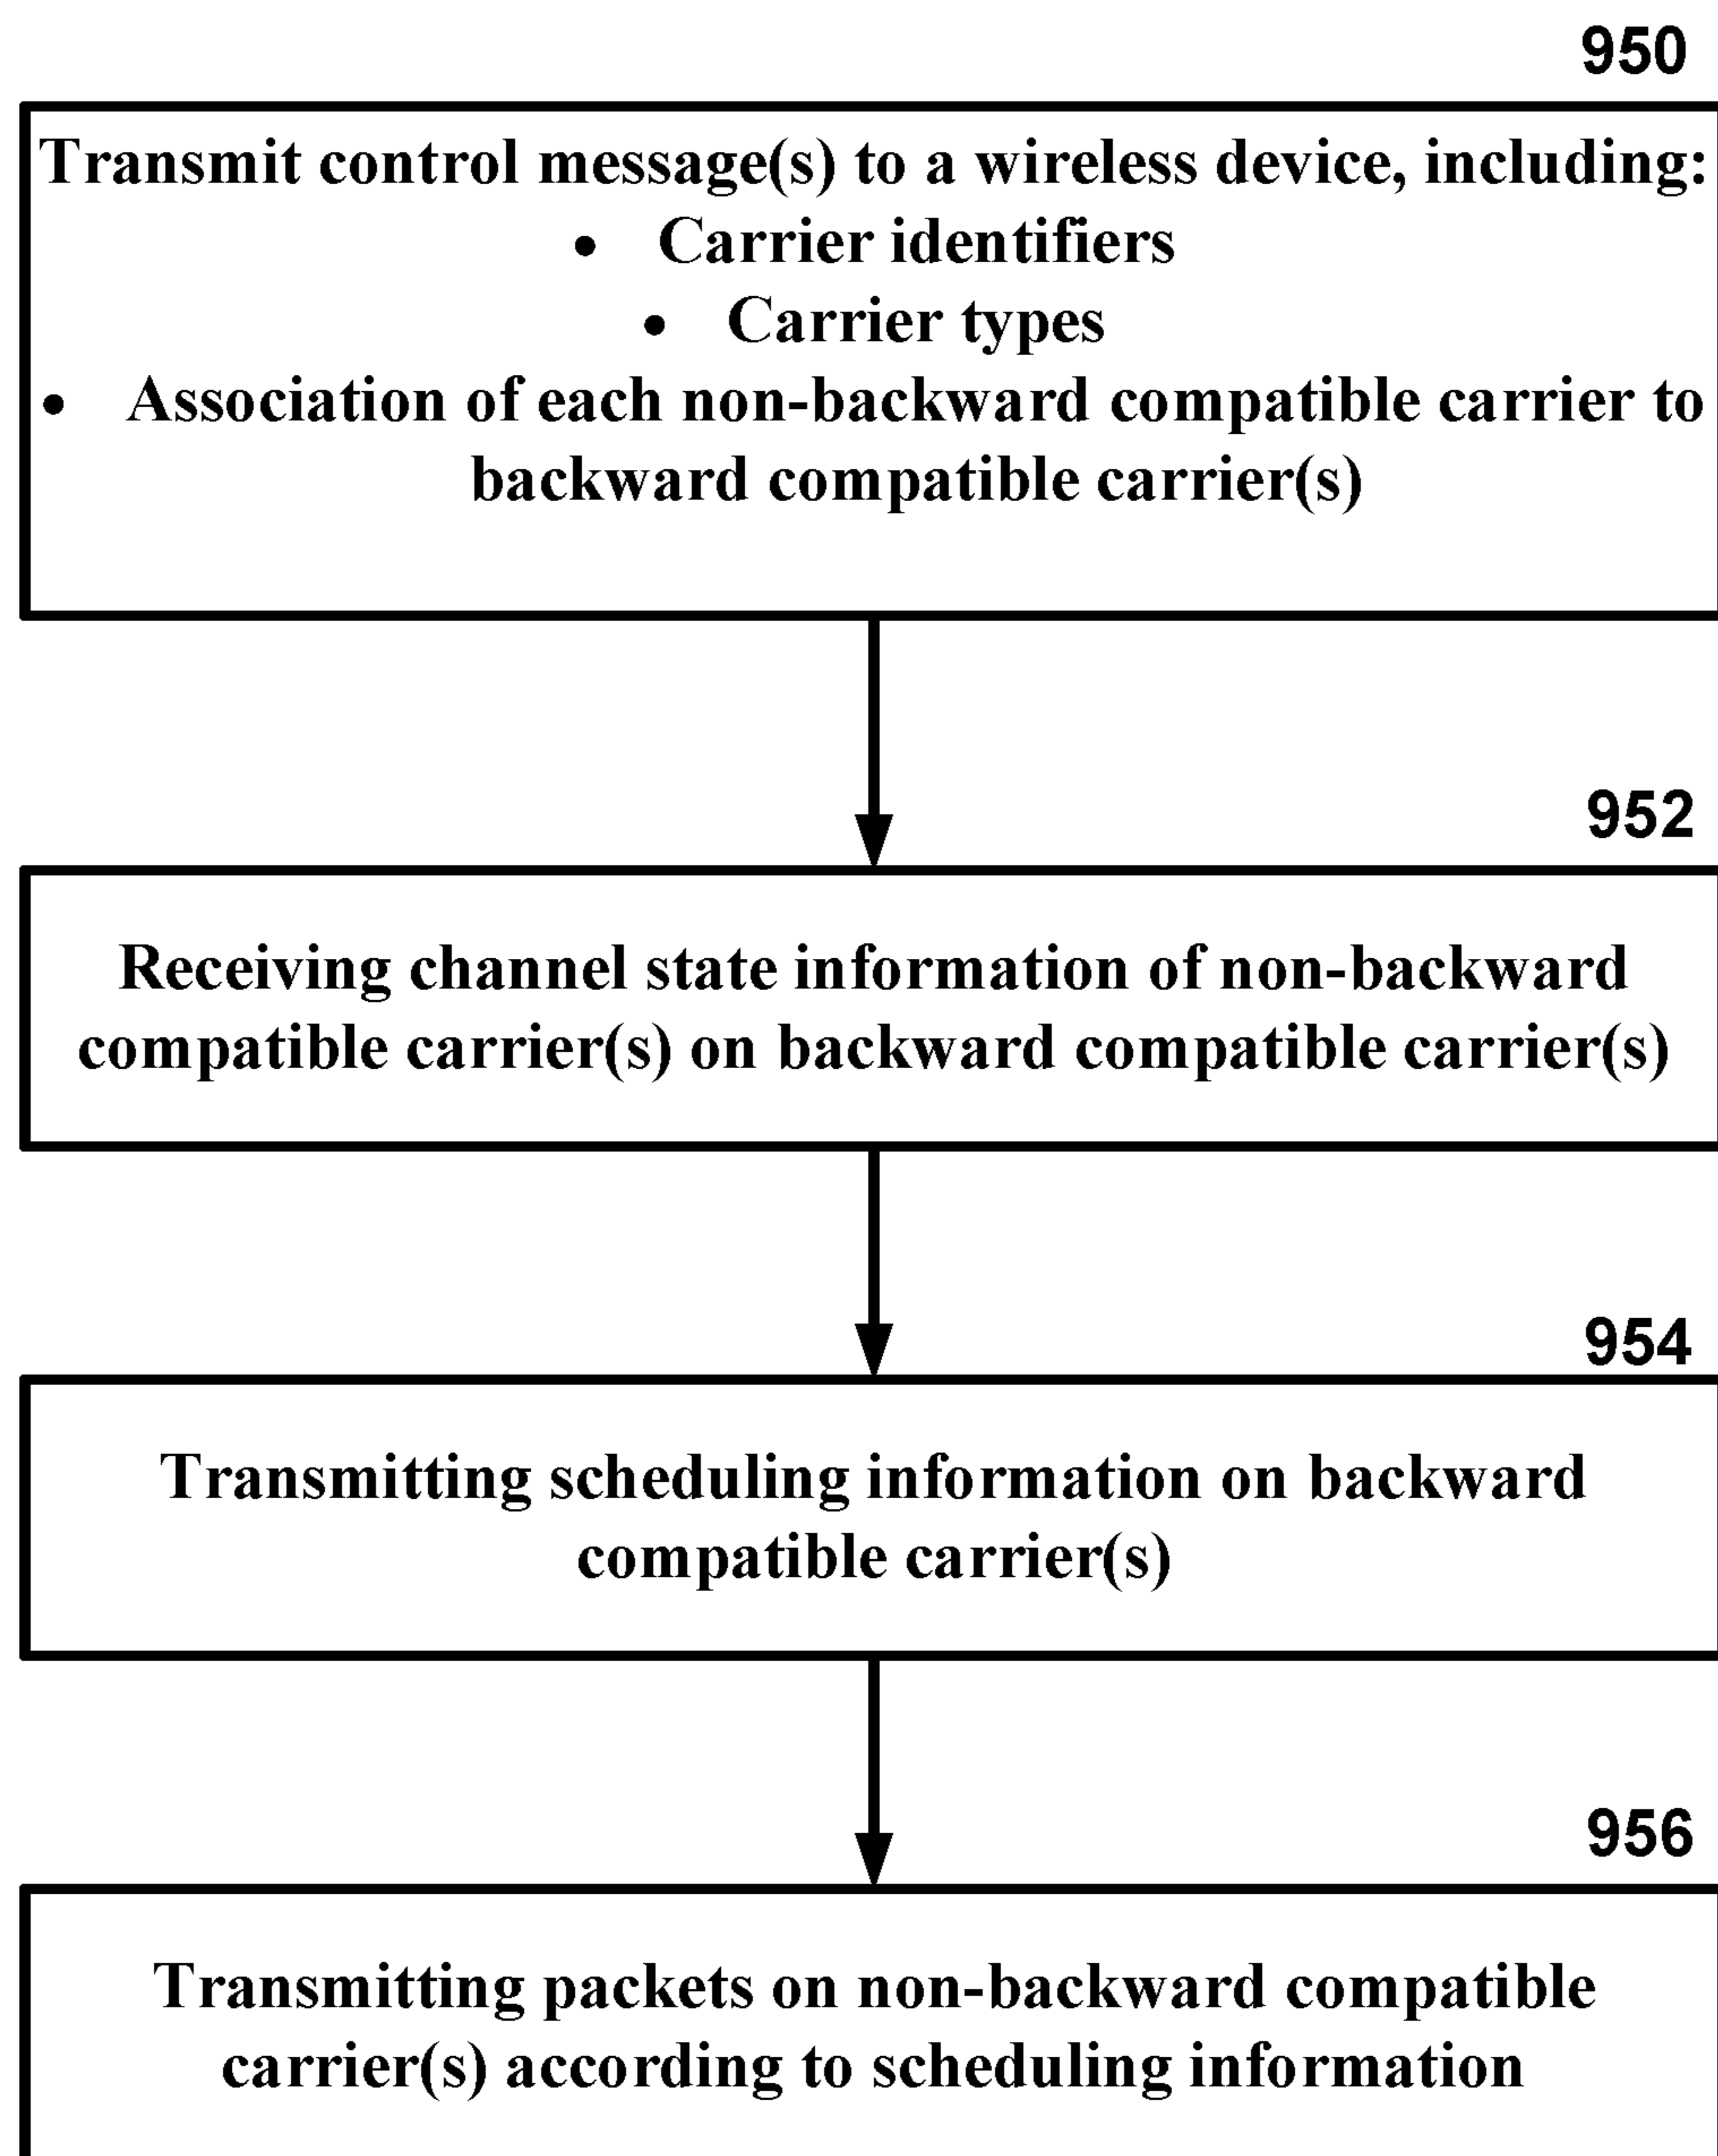 950
Transmit control message(s) to a wireless device, including:
• Carrier identifiers
• Carrier types
• Association of each non-backward compatible carrier to
backward compatible carrier(s)
952
Receiving channel state information of non-backward
compatible carrier(s) on backward compatible carrier(s)
954
Transmitting scheduling information on backward
compatible carrier(s)
956
Transmitting packets on non-backward compatible
carrier(s) according to scheduling information